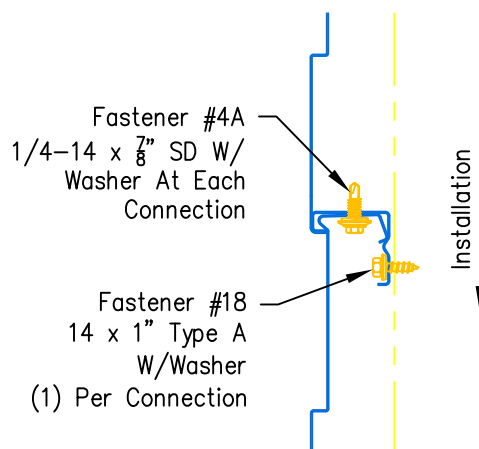 Fastener #4A
1/4-14 x 7/8" SD W/
Washer At Each
Connection
Installation
Fastener #18
14 x 1" Type A
W/Washer
(1) Per Connection